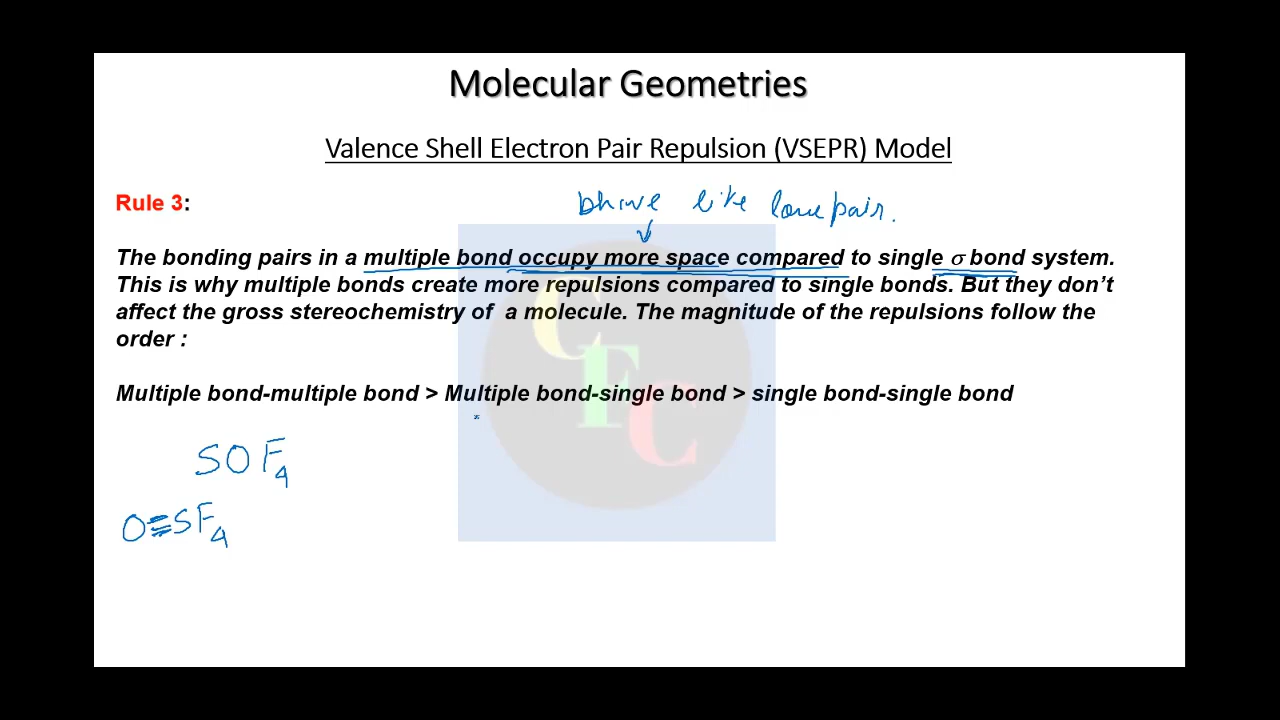 Molecular Geometries
Valence Shell Electron Pair Repulsion (VSEPR) Model
Rule 3:
bhive like lone pair.
The bonding pairs in a multiple bond occupy more space compared to single σ bond system.
This is why multiple bonds create more repulsions compared to single bonds. But they don't
affect the gross stereochemistry of a molecule. The magnitude of the repulsions follow the
order :
Multiple bond-multiple bond > Multiple bond-single bond > single bond-single bond
CFC
SOF4
O=SF4